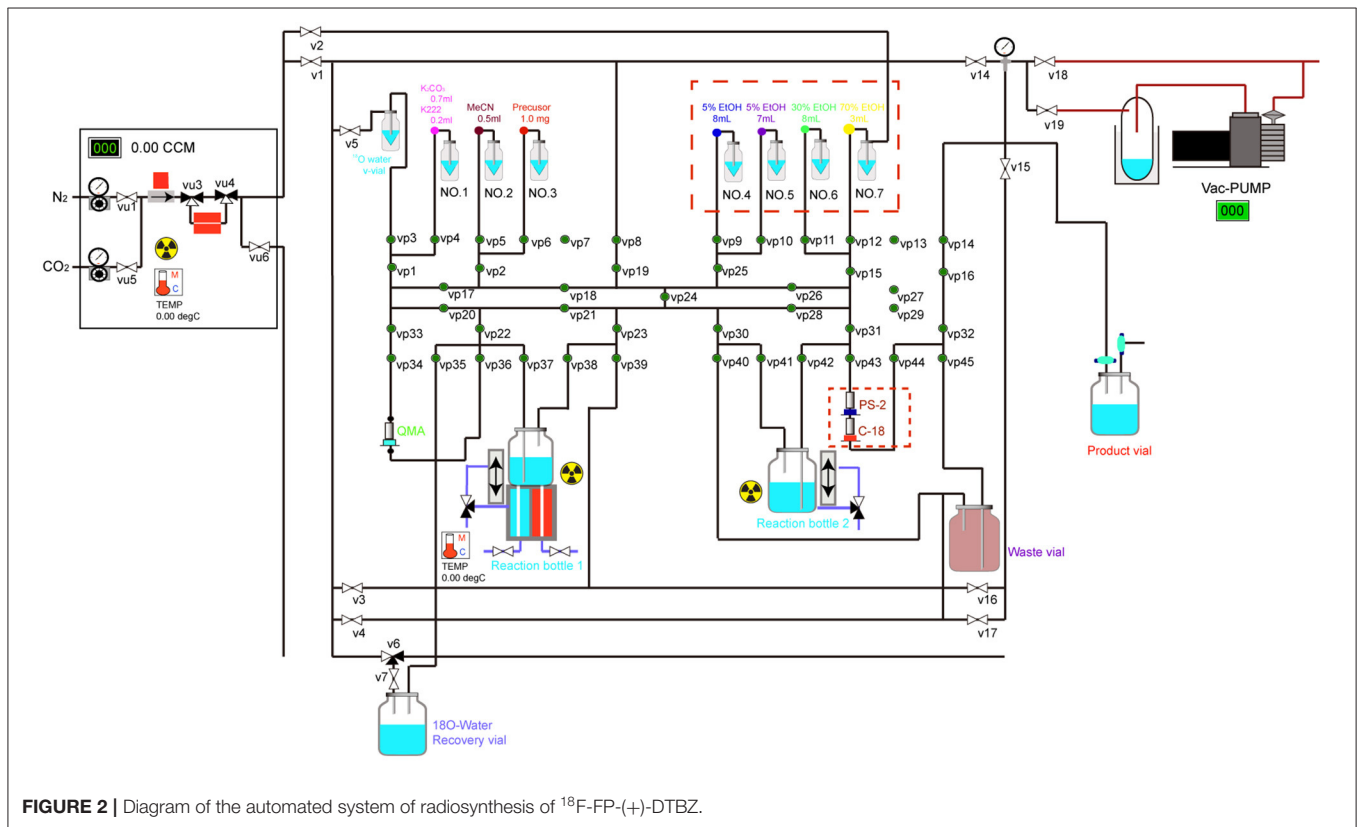 v2
v1
v14
v18
v19
v15
v5
¹⁸O water
v-vial
K₂CO₃
0.7ml
K222
0.2ml
MeCN
0.5ml
Precusor
1.0 mg
NO.1
NO.2
NO.3
5% EtOH
8mL
5% EtOH
7mL
30% EtOH
8mL
70% EtOH
3mL
NO.4
NO.5
NO.6
NO.7
Vac-PUMP
000
000
0.00 CCM
N₂
vu1
vu3
vu4
CO₂
vu5
vu6
M
C
TEMP
0.00 degC
vp3
vp4
vp5
vp6
vp7
vp8
vp9
vp10
vp11
vp12
vp13
vp14
vp1
vp2
vp19
vp25
vp15
vp16
vp17
vp18
vp24
vp26
vp27
vp20
vp21
vp28
vp29
vp33
vp22
vp23
vp30
vp31
vp32
vp34
vp35
vp36
vp37
vp38
vp39
vp40
vp41
vp42
vp43
vp44
vp45
QMA
PS-2
C-18
Product vial
M
C
TEMP
0.00 degC
Reaction bottle 1
Reaction bottle 2
Waste vial
v3
v16
v4
v17
v6
v7
18O-Water
Recovery vial
FIGURE 2 | Diagram of the automated system of radiosynthesis of ¹⁸F-FP-(+)-DTBZ.